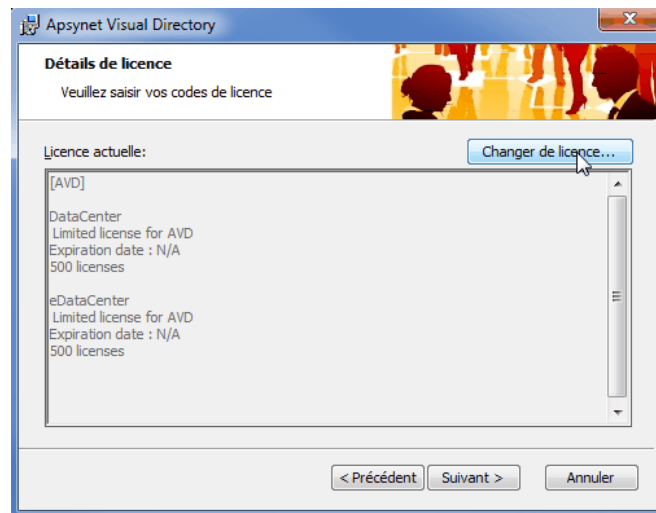 Apsynet Visual Directory
Détails de licence
Veuillez saisir vos codes de licence
Licence actuelle:
Changer de licence...
[AVD]
DataCenter
Limited license for AVD
Expiration date : N/A
500 licenses
eDataCenter
Limited license for AVD
Expiration date : N/A
500 licenses
< Précédent
Suivant >
Annuler